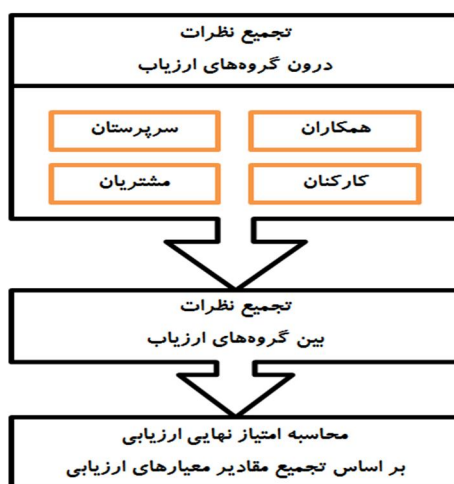 تجمیع نظرات
درون گروه‌های ارزیاب
همکاران
سرپرستان
کارکنان
مشتریان
تجمیع نظرات
بین گروه‌های ارزیاب
محاسبه امتیاز نهایی ارزیابی
بر اساس تجمیع مقادیر معیارهای ارزیابی